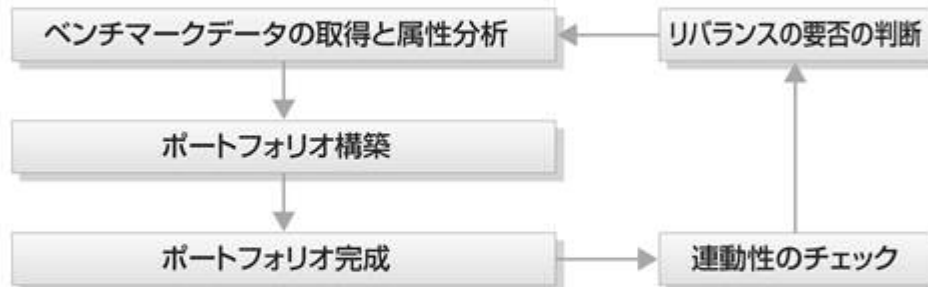 ベンチマークデータの取得と属性分析
リバランスの要否の判断
ポートフォリオ構築
ポートフォリオ完成
連動性のチェック